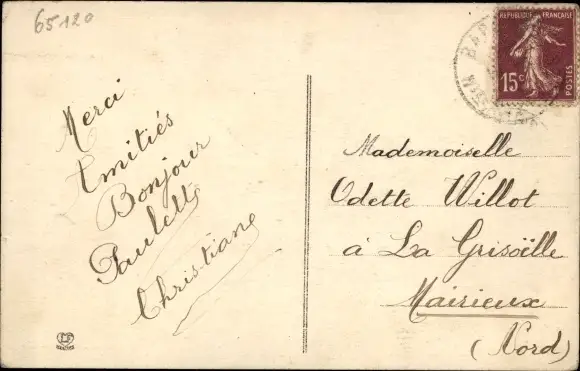 65120
Merci
Amitiés
Bonjour
Paulette
Christiane
REPUBLIQUE FRANÇAISE
15c
POSTES
Mademoiselle
Odette Willot
à La Grisoëlle
Mairieux
(Nord)